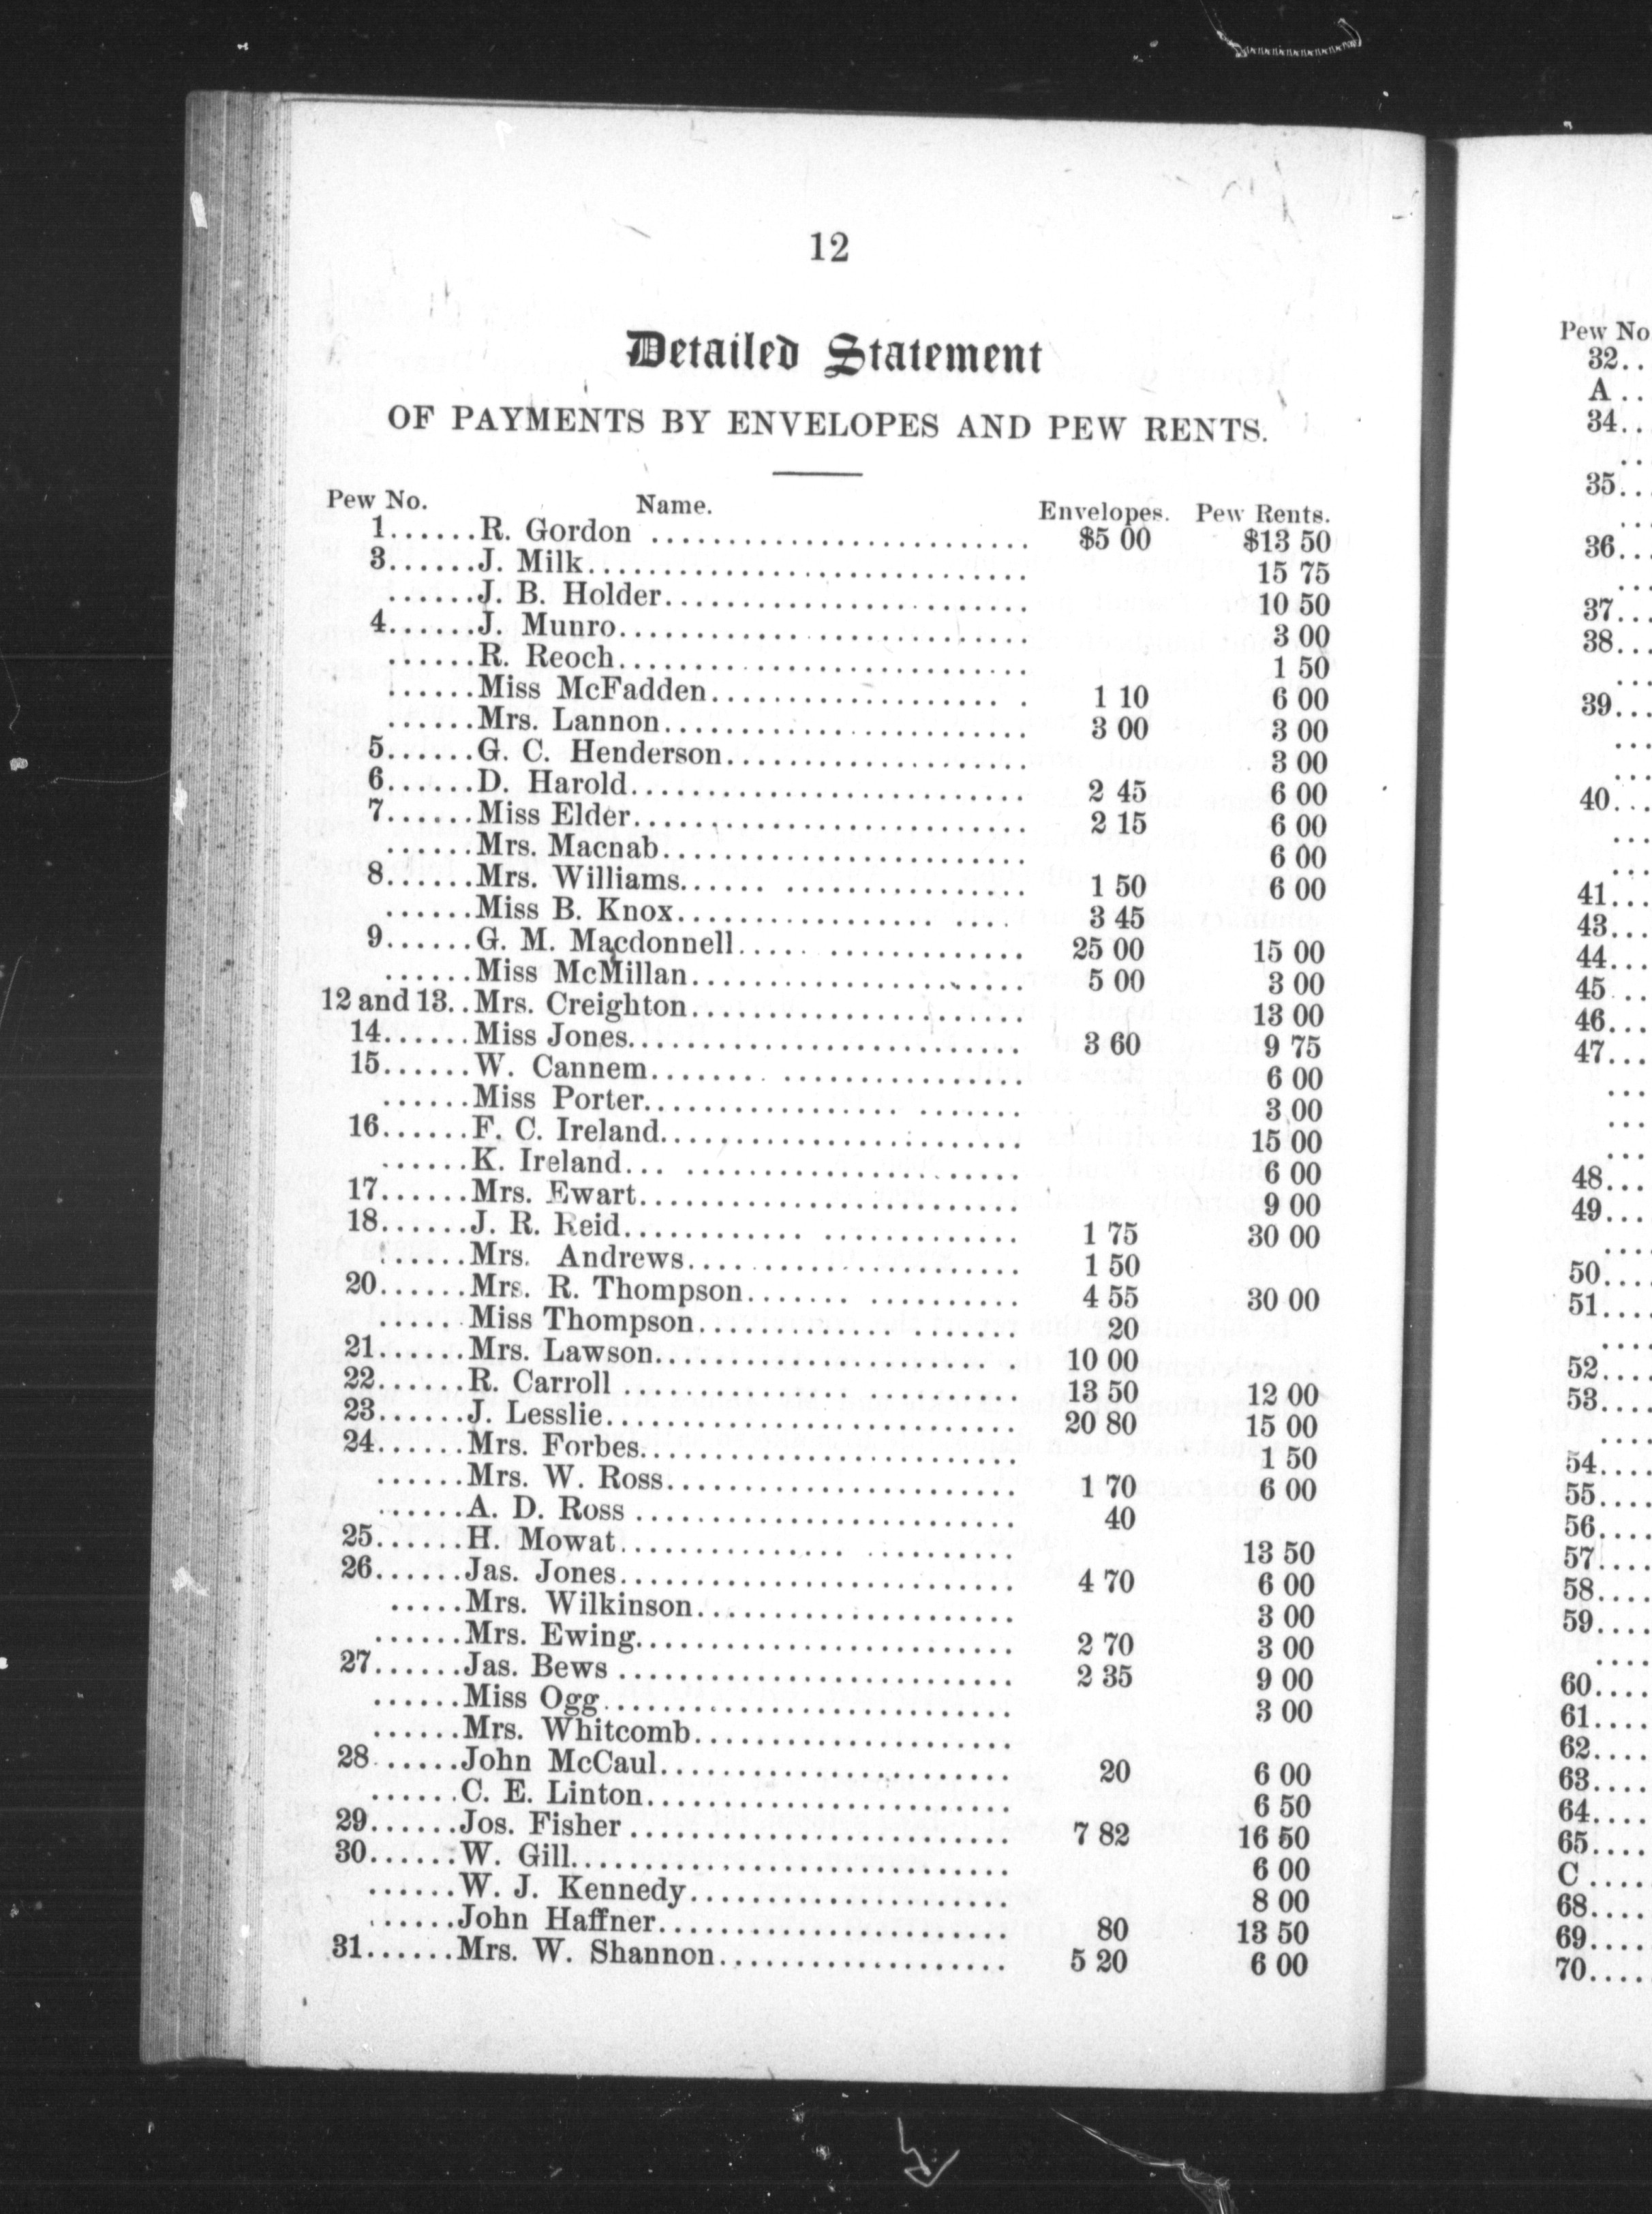 12
Detailed Statement
OF PAYMENTS BY ENVELOPES AND PEW RENTS.
Pew No. Name. Envelopes. Pew Rents.
1......R. Gordon ........................ $5 00 $13 50
3......J. Milk............................ 15 75
......J. B. Holder........................ 10 50
4......J. Munro.......................... 3 00
......R. Reoch.......................... 1 50
......Miss McFadden.................... 1 10 6 00
......Mrs. Lannon....................... 3 00 3 00
5......G. C. Henderson................... 3 00
6......D. Harold......................... 2 45 6 00
7......Miss Elder......................... 2 15 6 00
......Mrs. Macnab....................... 6 00
8......Mrs. Williams...................... 1 50 6 00
......Miss B. Knox...................... 3 45
9......G. M. Macdonnell.................. 25 00 15 00
......Miss McMillan..................... 5 00 3 00
12 and 13..Mrs. Creighton..................... 13 00
14......Miss Jones......................... 3 60 9 75
15......W. Cannem....................... 6 00
......Miss Porter........................ 3 00
16......F. C. Ireland....................... 15 00
......K. Ireland......................... 6 00
17......Mrs. Ewart........................ 9 00
18......J. R. Reid......................... 1 75 30 00
......Mrs. Andrews..................... 1 50
20......Mrs. R. Thompson................. 4 55 30 00
......Miss Thompson.................... 20
21......Mrs. Lawson....................... 10 00
22......R. Carroll ......................... 13 50 12 00
23......J. Lesslie.......................... 20 80 15 00
24......Mrs. Forbes........................ 1 50
......Mrs. W. Ross...................... 1 70 6 00
......A. D. Ross ........................ 40
25......H. Mowat......................... 13 50
26......Jas. Jones......................... 4 70 6 00
.....Mrs. Wilkinson.................... 3 00
......Mrs. Ewing........................ 2 70 3 00
27......Jas. Bews ......................... 2 35 9 00
......Miss Ogg.......................... 3 00
......Mrs. Whitcomb....................
28......John McCaul...................... 20 6 00
......C. E. Linton....................... 6 50
29......Jos. Fisher ........................ 7 82 16 50
30......W. Gill............................ 6 00
......W. J. Kennedy.................... 8 00
......John Haffner...................... 80 13 50
31......Mrs. W. Shannon.................. 5 20 6 00
Pew No
32..
A ..
34..
..
35..
..
36...
...
37...
38...
...
39...
...
...
40...
...
...
41...
43...
44...
45...
46...
47...
...
...
...
48...
49...
....
50....
51....
....
52....
53....
....
54....
55....
56....
57....
58....
59....
....
60....
61....
62....
63....
64....
65....
C ....
68....
69....
70....